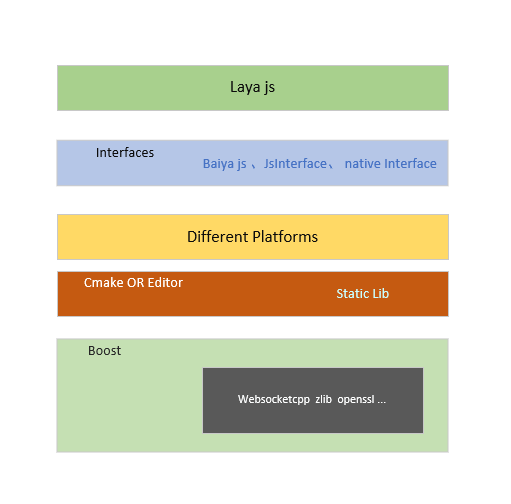 Laya js
Interfaces
Baiya js 、JsInterface、 native Interface
Different Platforms
Cmake OR Editor
Static Lib
Boost
Websocketcpp zlib openssl ...